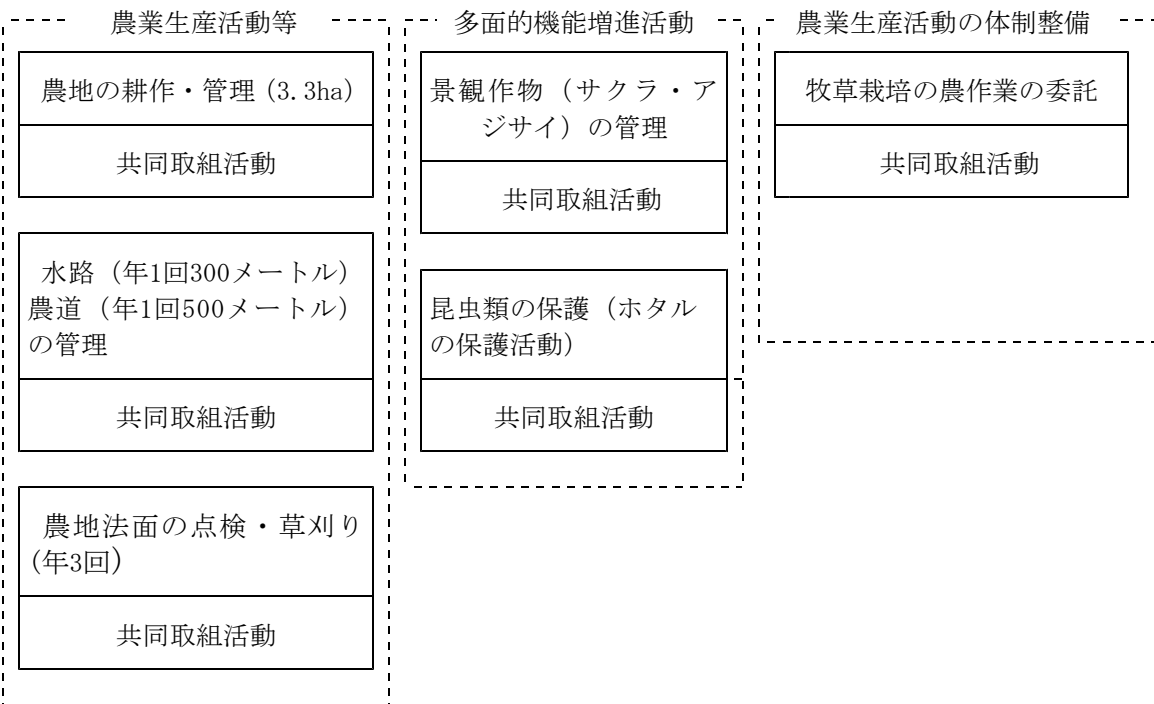 農業生産活動等
農地の耕作・管理（3.3ha）
共同取組活動
水路（年1回300メートル）
農道（年1回500メートル）
の管理
共同取組活動
農地法面の点検・草刈り
（年3回）
共同取組活動
多面的機能増進活動
景観作物（サクラ・ア
ジサイ）の管理
共同取組活動
昆虫類の保護（ホタル
の保護活動）
共同取組活動
農業生産活動の体制整備
牧草栽培の農作業の委託
共同取組活動